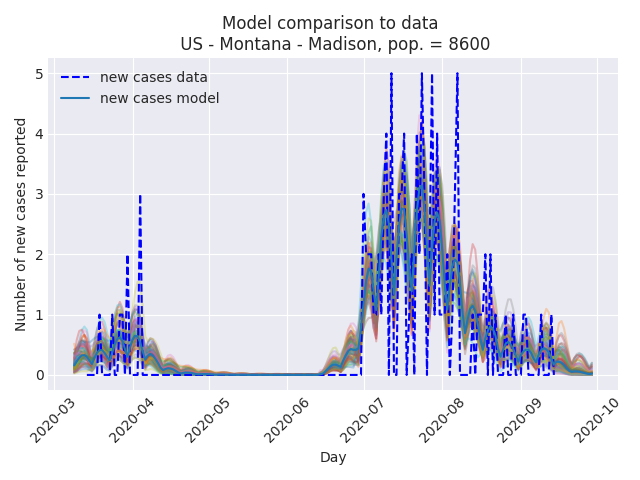 Model comparison to data
US - Montana - Madison, pop. = 8600
new cases data
new cases model
Number of new cases reported
5
4
3
2
1
0
2020-03
2020-04
2020-05
2020-06
2020-07
2020-08
2020-09
2020-10
Day